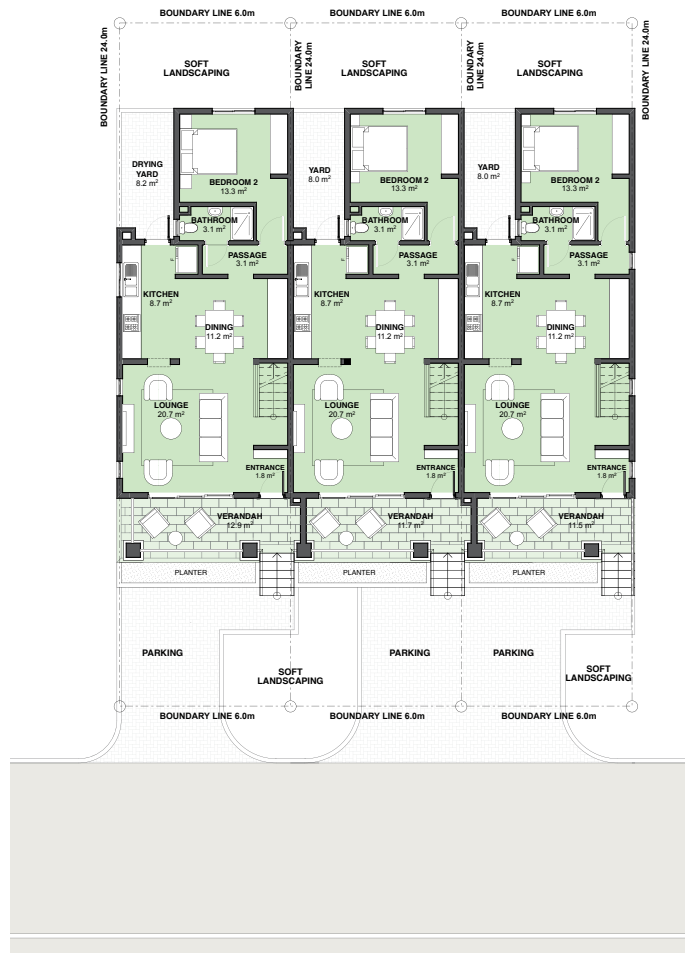 BOUNDARY LINE 6.0m
BOUNDARY LINE 6.0m
BOUNDARY LINE 6.0m
BOUNDARY LINE 24.0m
BOUNDARY
LINE 24.0m
BOUNDARY
LINE 24.0m
BOUNDARY LINE 24.0m
SOFT
LANDSCAPING
SOFT
LANDSCAPING
SOFT
LANDSCAPING
DRYING
YARD
8.2 m²
BEDROOM 2
13.3 m²
YARD
8.0 m²
BEDROOM 2
13.3 m²
YARD
8.0 m²
BEDROOM 2
13.3 m²
BATHROOM
3.1 m²
BATHROOM
3.1 m²
BATHROOM
3.1 m²
PASSAGE
3.1 m²
PASSAGE
3.1 m²
PASSAGE
3.1 m²
F
F
F
KITCHEN
8.7 m²
KITCHEN
8.7 m²
KITCHEN
8.7 m²
DINING
11.2 m²
DINING
11.2 m²
DINING
11.2 m²
LOUNGE
20.7 m²
LOUNGE
20.7 m²
LOUNGE
20.7 m²
ENTRANCE
1.8 m²
ENTRANCE
1.8 m²
ENTRANCE
1.8 m²
VERANDAH
12.9 m²
VERANDAH
11.7 m²
VERANDAH
11.5 m²
PLANTER
PLANTER
PLANTER
PARKING
PARKING
PARKING
SOFT
LANDSCAPING
SOFT
LANDSCAPING
BOUNDARY LINE 6.0m
BOUNDARY LINE 6.0m
BOUNDARY LINE 6.0m